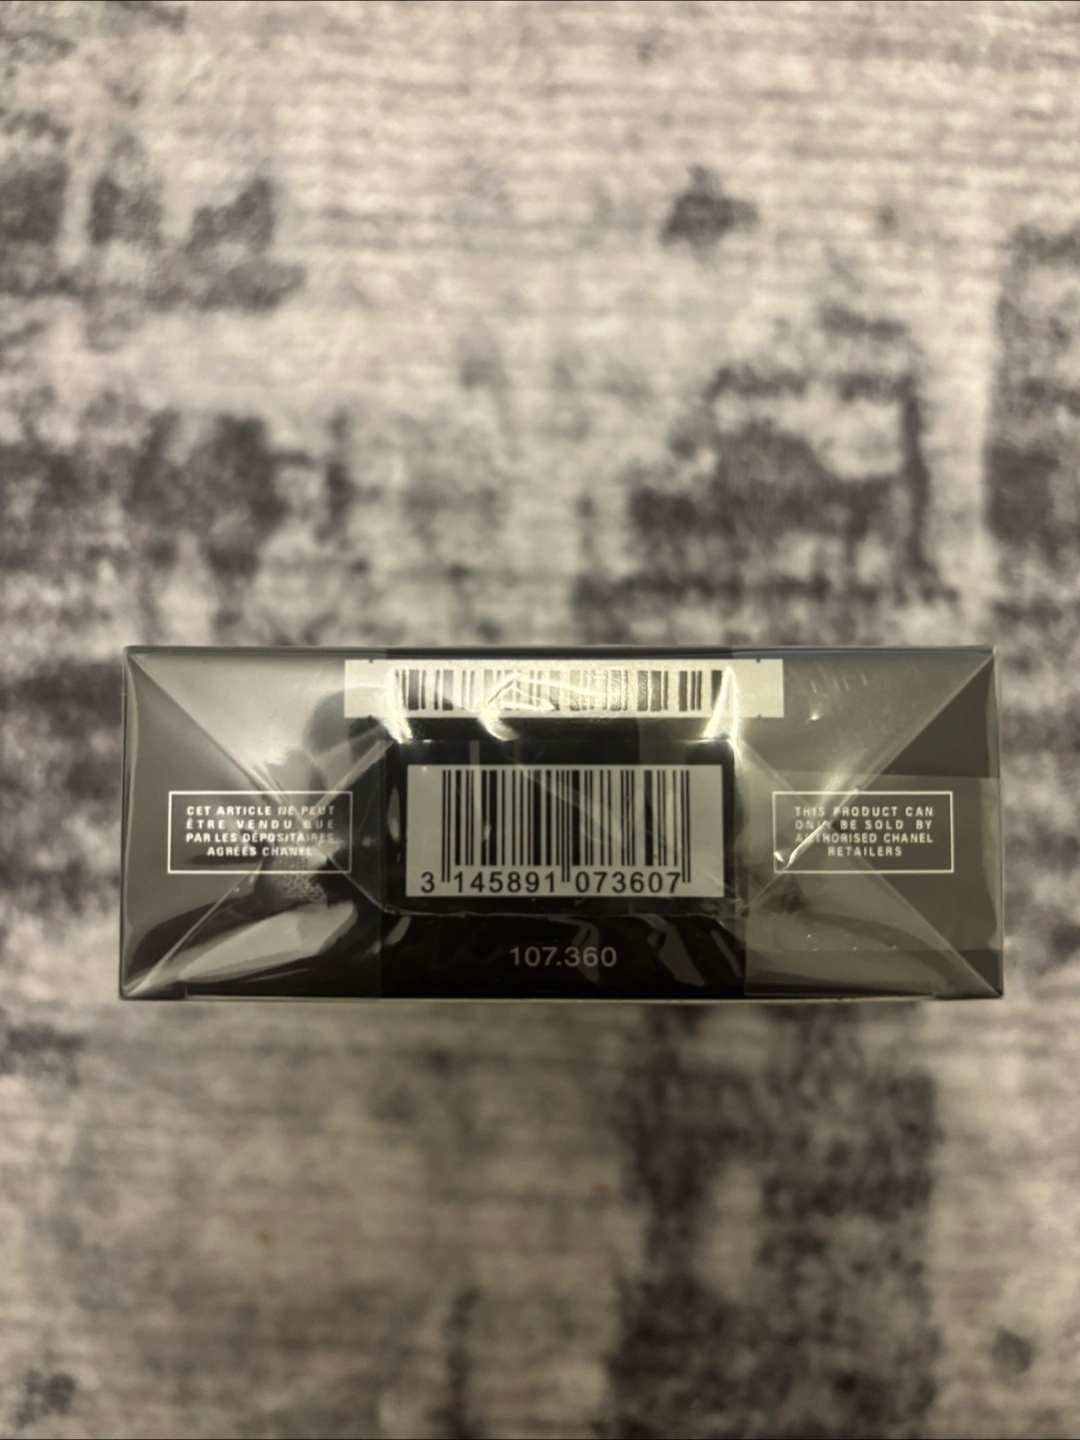 CET ARTICLE NE PEUT
ÊTRE VENDU QUE
PAR LES DÉPOSITAIRES
AGRÉÉS CHANEL
3 145891 073607
THIS PRODUCT CAN
ONLY BE SOLD BY
AUTHORISED CHANEL
RETAILERS
107.360